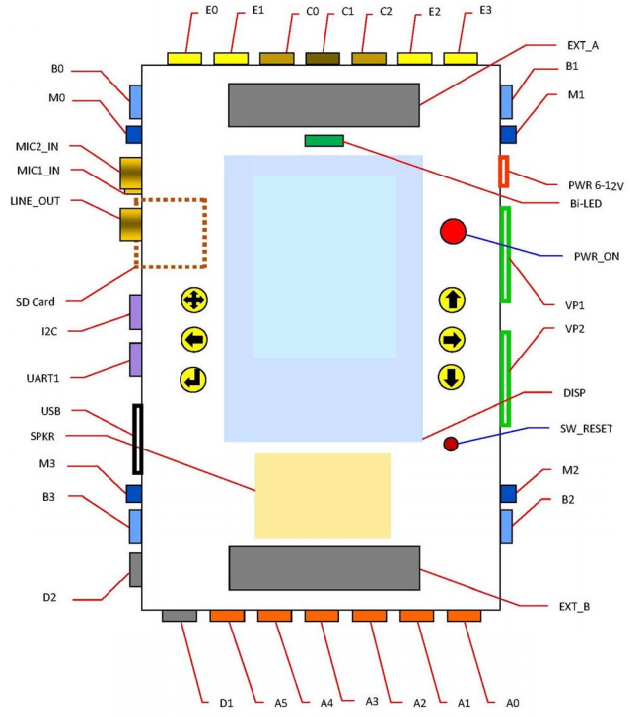 E0 E1 C0 C1 C2 E2 E3
EXT_A
B0
B1
M0
M1
MIC2_IN
MIC1_IN
PWR 6-12V
LINE_OUT
Bi-LED
PWR_ON
SD Card
VP1
I2C
VP2
UART1
DISP
USB
SW_RESET
SPKR
M3
M2
B3
B2
D2
EXT_B
D1 A5 A4 A3 A2 A1 A0